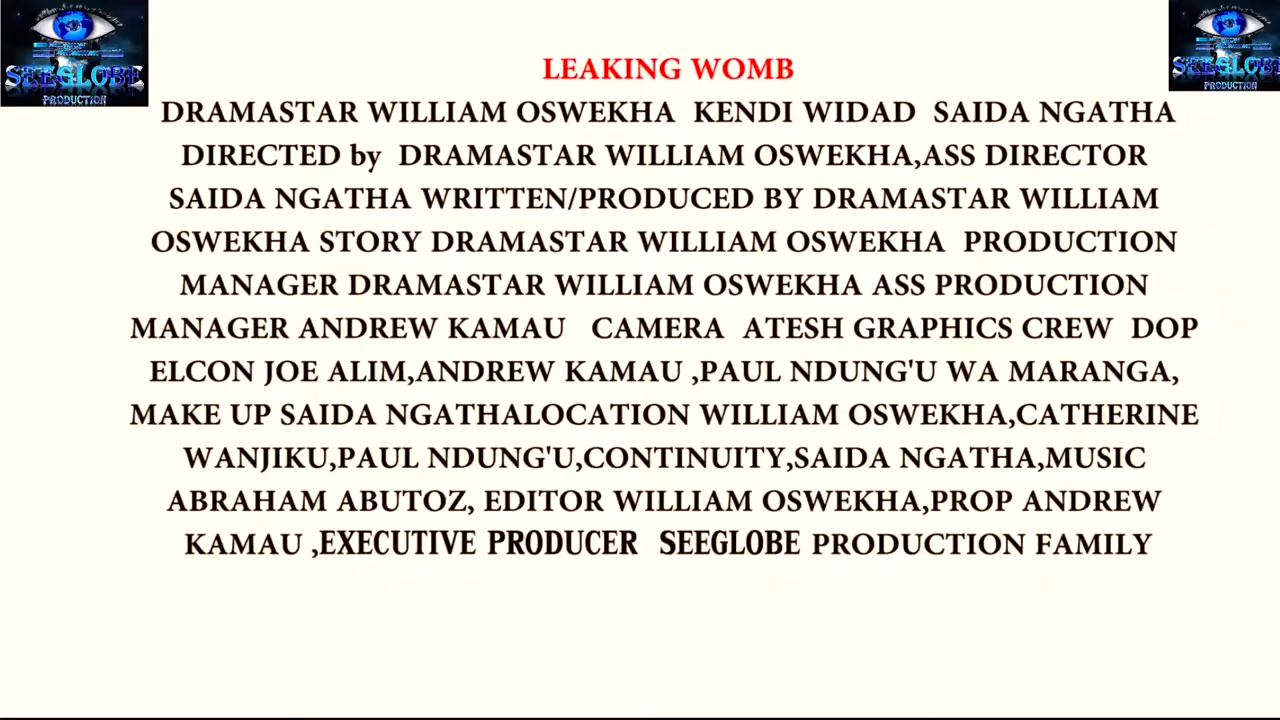 SEEGLOBE
PRODUCTION
SEEGLOBE
PRODUCTION
LEAKING WOMB
DRAMASTAR WILLIAM OSWEKHA  KENDI WIDAD  SAIDA NGATHA
DIRECTED by  DRAMASTAR WILLIAM OSWEKHA,ASS DIRECTOR
SAIDA NGATHA WRITTEN/PRODUCED BY DRAMASTAR WILLIAM
OSWEKHA STORY DRAMASTAR WILLIAM OSWEKHA  PRODUCTION
MANAGER DRAMASTAR WILLIAM OSWEKHA ASS PRODUCTION
MANAGER ANDREW KAMAU   CAMERA  ATESH GRAPHICS CREW  DOP
ELCON JOE ALIM,ANDREW KAMAU ,PAUL NDUNG'U WA MARANGA,
MAKE UP SAIDA NGATHALOCATION WILLIAM OSWEKHA,CATHERINE
WANJIKU,PAUL NDUNG'U,CONTINUITY,SAIDA NGATHA,MUSIC
ABRAHAM ABUTOZ, EDITOR WILLIAM OSWEKHA,PROP ANDREW
KAMAU ,EXECUTIVE PRODUCER  SEEGLOBE PRODUCTION FAMILY